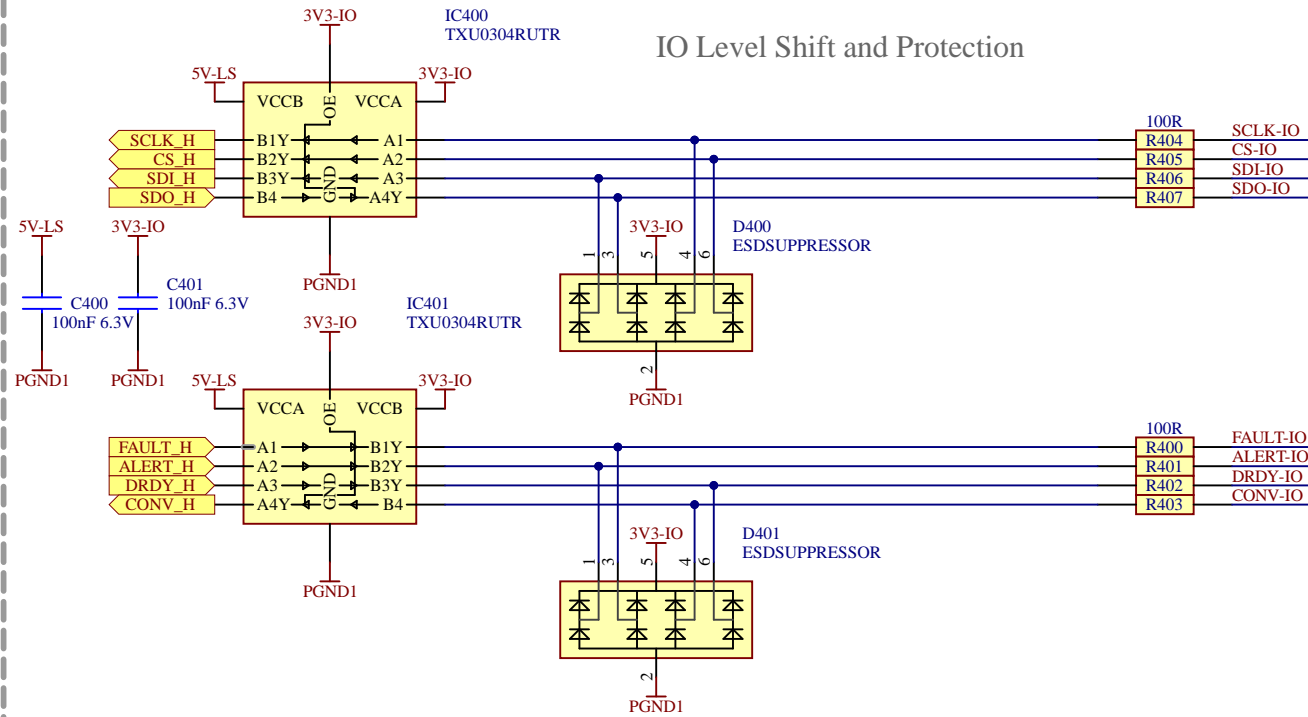 IO Level Shift and Protection
3V3-IO
IC400
TXU0304RUTR
5V-LS
3V3-IO
VCCB
OE
VCCA
SCLK_H
B1Y
A1
CS_H
B2Y
A2
SDI_H
B3Y
A3
SDO_H
B4
GND
A4Y
PGND1
100R
R404
SCLK-IO
R405
CS-IO
R406
SDI-IO
R407
SDO-IO
5V-LS
3V3-IO
C400
100nF 6.3V
C401
100nF 6.3V
PGND1
PGND1
3V3-IO
D400
ESDSUPPRESSOR
1
3
5
4
6
2
PGND1
3V3-IO
IC401
TXU0304RUTR
5V-LS
3V3-IO
VCCA
OE
VCCB
FAULT_H
A1
B1Y
ALERT_H
A2
B2Y
DRDY_H
A3
B3Y
CONV_H
A4Y
GND
B4
PGND1
100R
R400
FAULT-IO
R401
ALERT-IO
R402
DRDY-IO
R403
CONV-IO
3V3-IO
D401
ESDSUPPRESSOR
1
3
5
4
6
2
PGND1